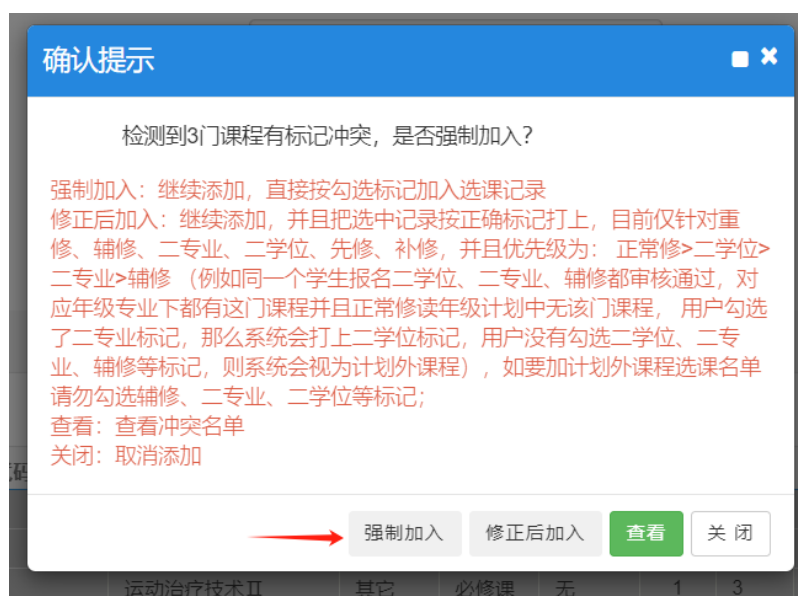 确认提示
检测到3门课程有标记冲突，是否强制加入？
强制加入：继续添加，直接按勾选标记加入选课记录
修正后加入：继续添加，并且把选中记录按正确标记打上，目前仅针对重
修、辅修、二专业、二学位、先修、补修，并且优先级为： 正常修>二学位>
二专业>辅修 （例如同一个学生报名二学位、二专业、辅修都审核通过，对
应年级专业下都有这门课程并且正常修读年级计划中无该门课程， 用户勾选
了二专业标记，那么系统会打上二学位标记，用户没有勾选二学位、二专
业、辅修等标记，则系统会视为计划外课程），如要加计划外课程选课名单
请勿勾选辅修、二专业、二学位等标记；
查看：查看冲突名单
关闭：取消添加
码
强制加入 修正后加入 查看 关 闭
运动治疗技术Ⅱ 其它 必修课 无 1 3